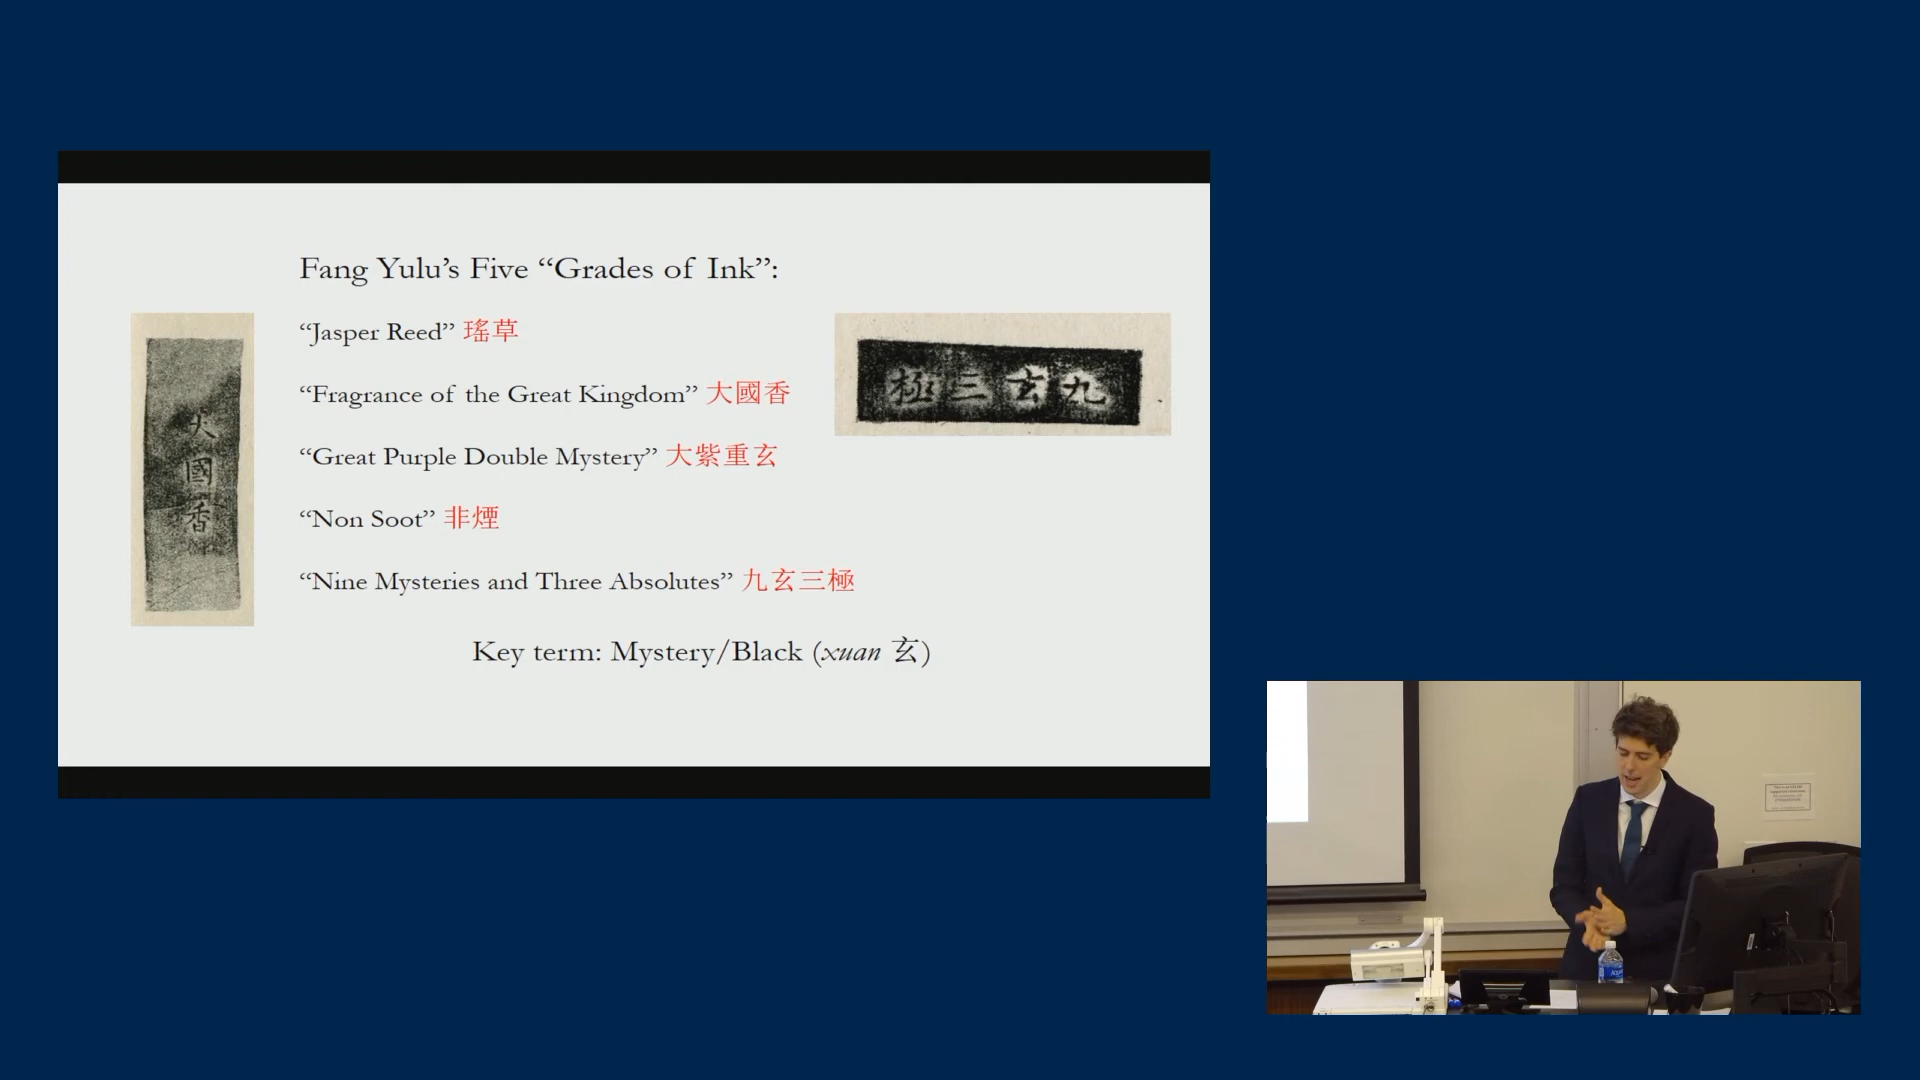 Fang Yulu’s Five “Grades of Ink”:
“Jasper Reed” 瑤草
“Fragrance of the Great Kingdom” 大國香
“Great Purple Double Mystery” 大紫重玄
“Non Soot” 非煙
“Nine Mysteries and Three Absolutes” 九玄三極
Key term: Mystery/Black (xuan 玄)
大國香
極三玄九